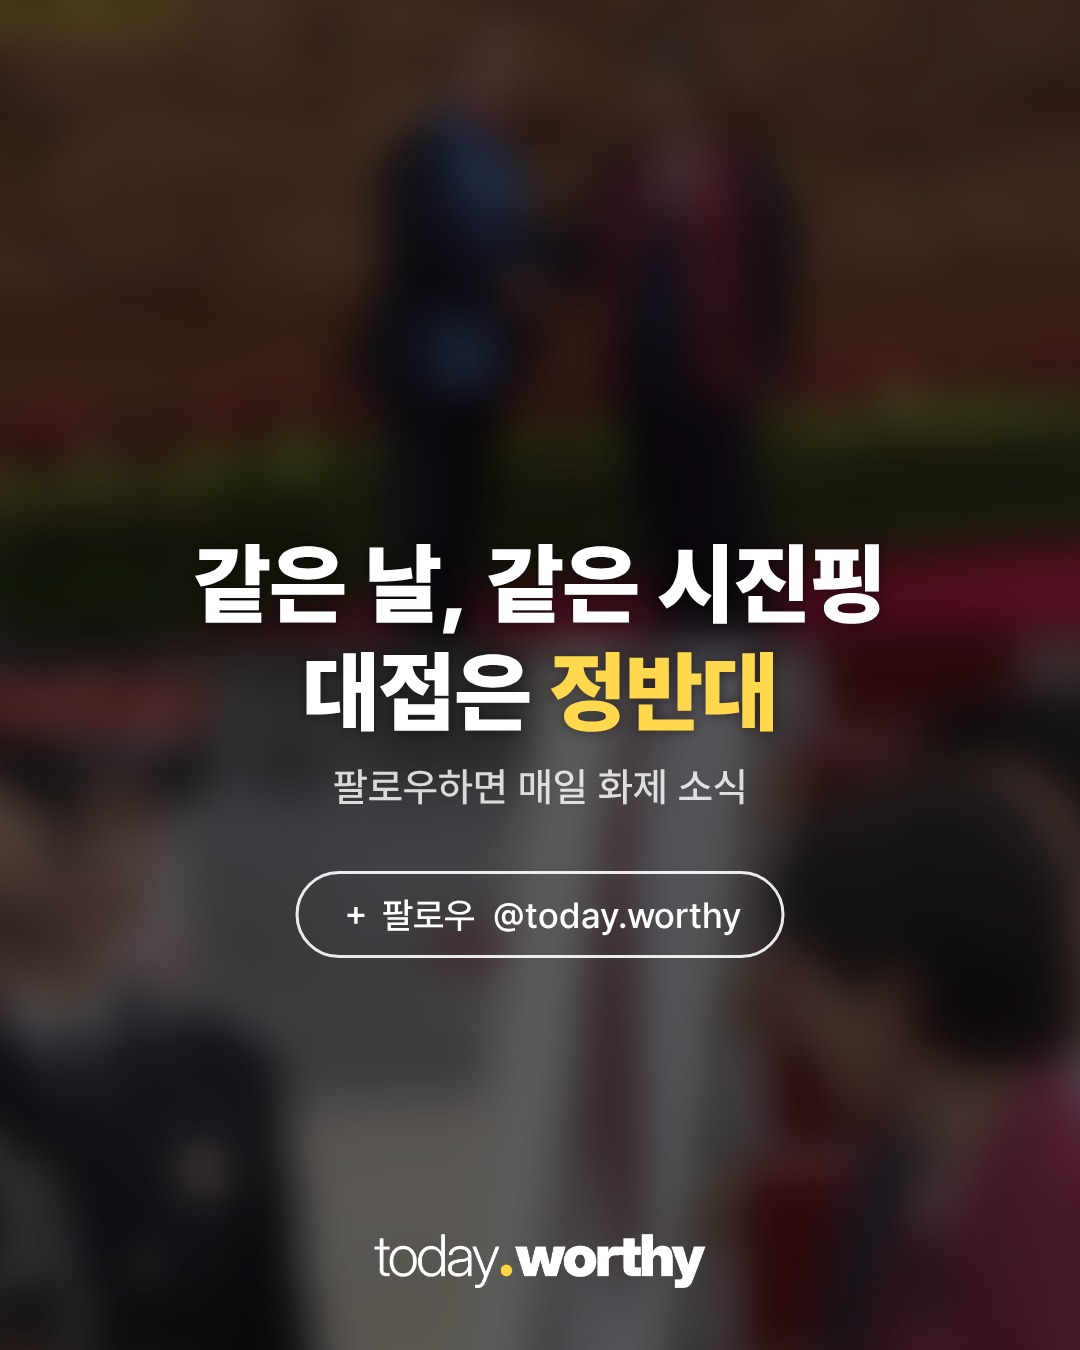 같은 날, 같은 시진핑
대접은 정반대
팔로우하면 매일 화제 소식
+ 팔로우 @today.worthy
today.worthy